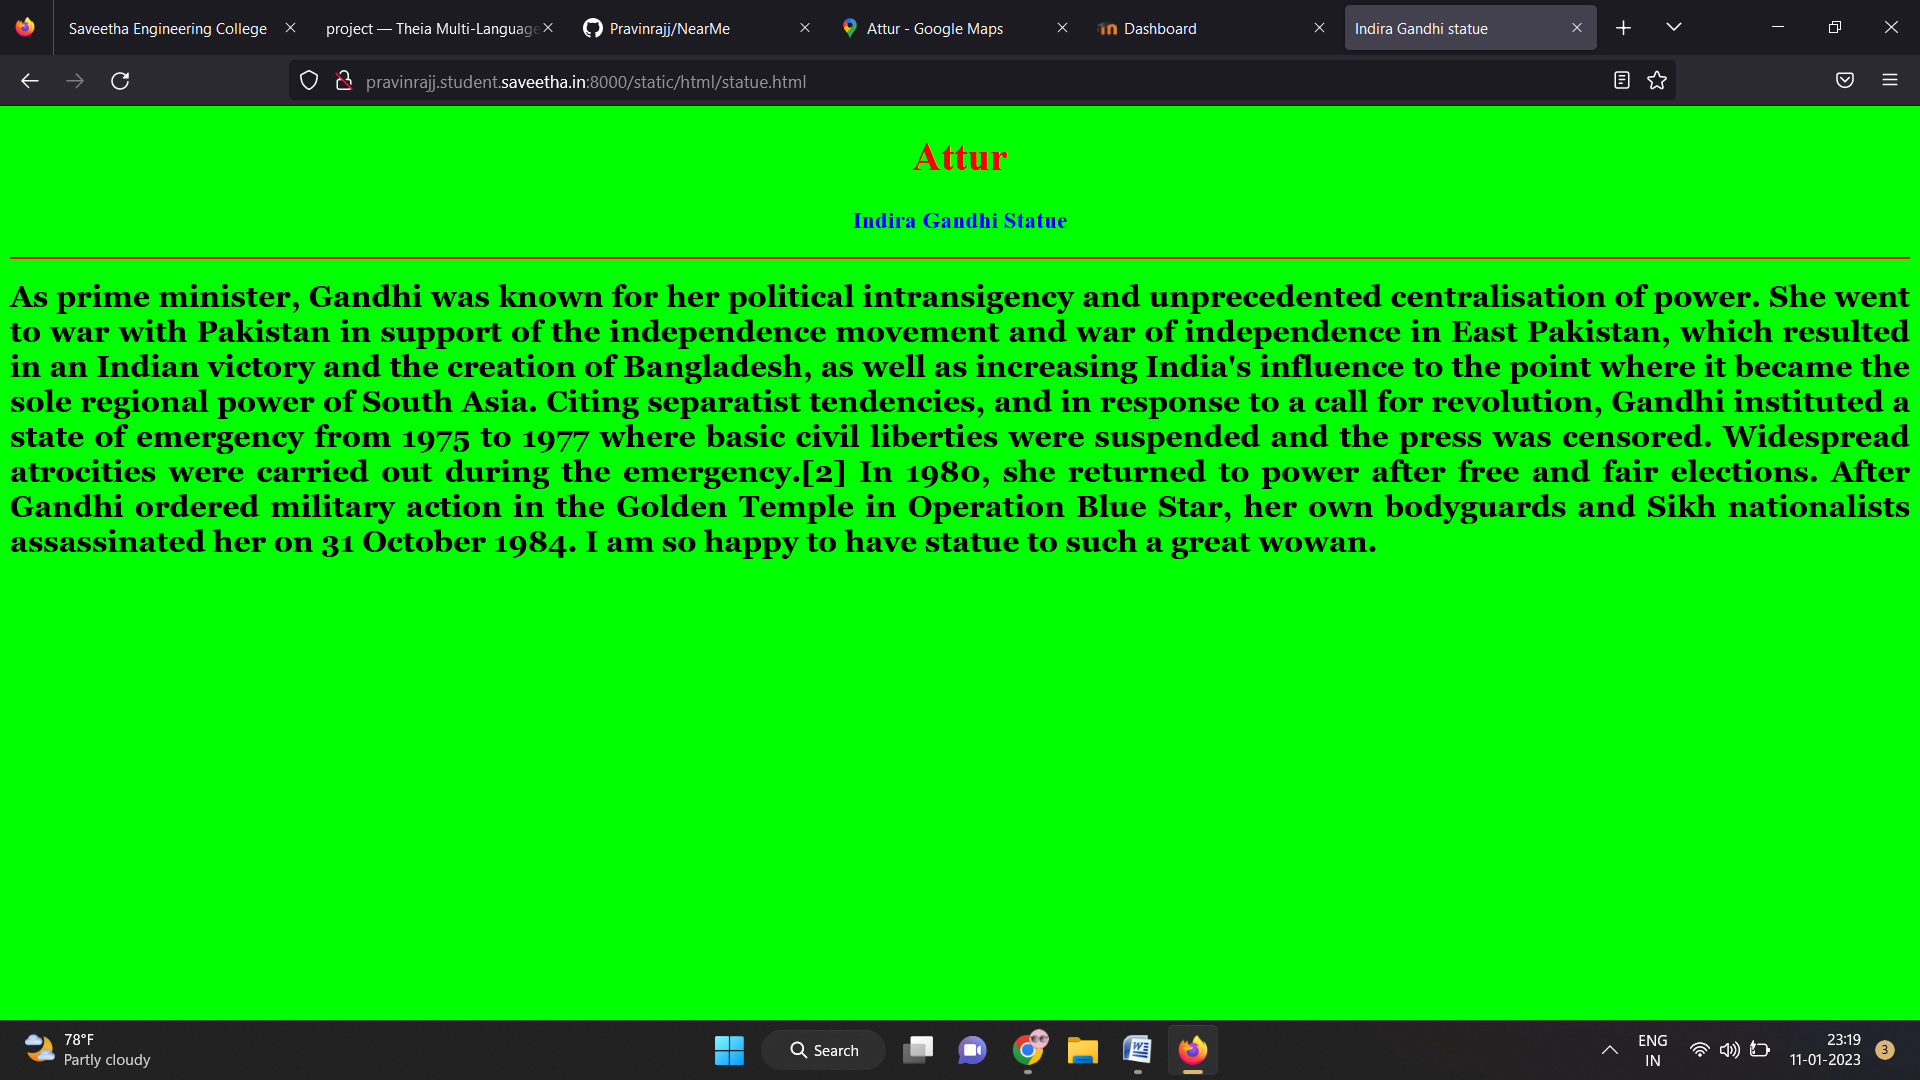 Saveetha Engineering College
project — Theia Multi-Language
Pravinrajj/NearMe
Attur - Google Maps
Dashboard
Indira Gandhi statue
pravinrajj.student.saveetha.in:8000/static/html/statue.html
Attur
Indira Gandhi Statue
As prime minister, Gandhi was known for her political intransigency and unprecedented centralisation of power. She went
to war with Pakistan in support of the independence movement and war of independence in East Pakistan, which resulted
in an Indian victory and the creation of Bangladesh, as well as increasing India's influence to the point where it became the
sole regional power of South Asia. Citing separatist tendencies, and in response to a call for revolution, Gandhi instituted a
state of emergency from 1975 to 1977 where basic civil liberties were suspended and the press was censored. Widespread
atrocities were carried out during the emergency.[2] In 1980, she returned to power after free and fair elections. After
Gandhi ordered military action in the Golden Temple in Operation Blue Star, her own bodyguards and Sikh nationalists
assassinated her on 31 October 1984. I am so happy to have statue to such a great wowan.
78°F
Partly cloudy
Search
ENG
IN
23:19
11-01-2023
3